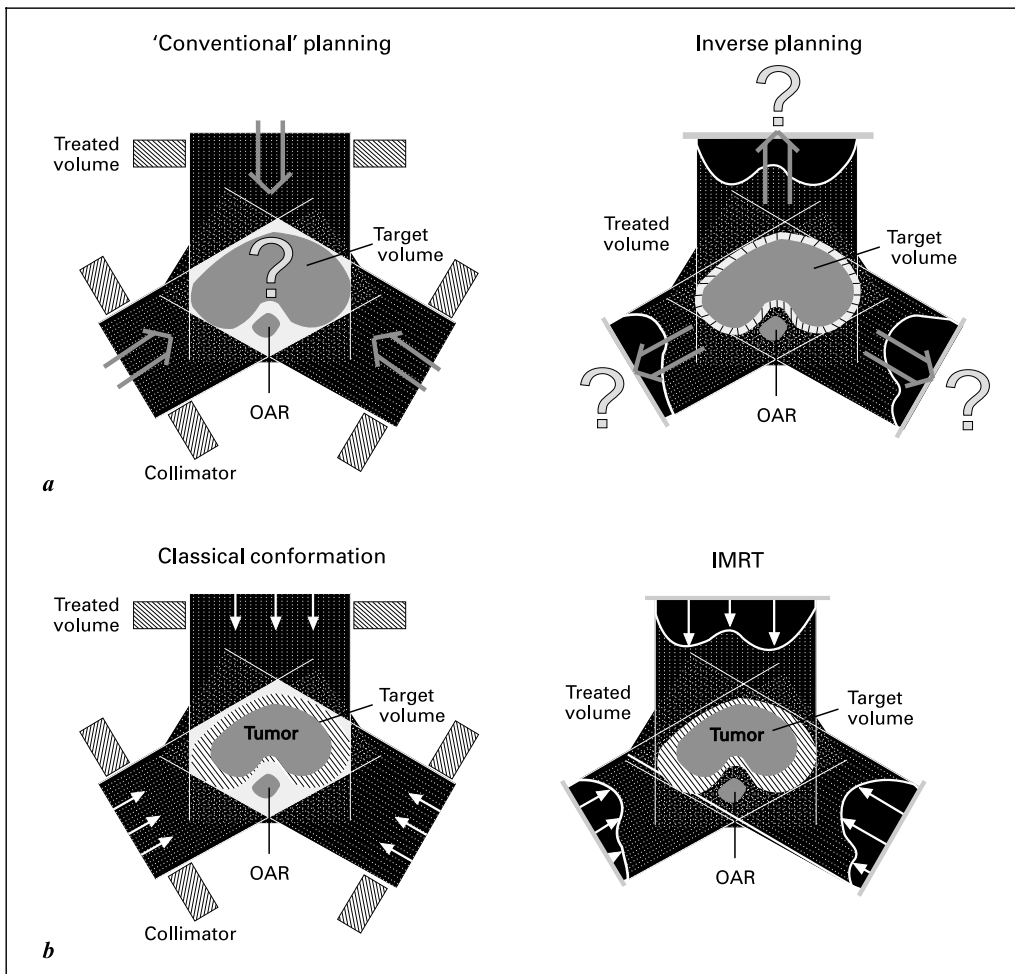 'Conventional' planning
Inverse planning
?
Treated
volume
Target
volume
?
OAR
Collimator
Treated
volume
Target
volume
?
?
OAR
a
Classical conformation
IMRT
Treated
volume
Target
volume
Tumor
OAR
Collimator
Treated
volume
Target
volume
Tumor
OAR
b